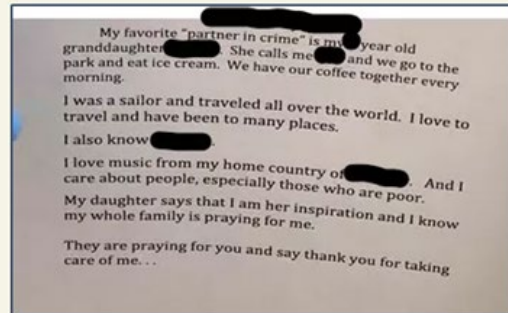 My favorite "partner in crime" is my year old
granddaughter . She calls me and we go to the
park and eat ice cream. We have our coffee together every
morning.
I was a sailor and traveled all over the world. I love to
travel and have been to many places.
I also know .
I love music from my home country of . And I
care about people, especially those who are poor.
My daughter says that I am her inspiration and I know
my whole family is praying for me.
They are praying for you and say thank you for taking
care of me. . .